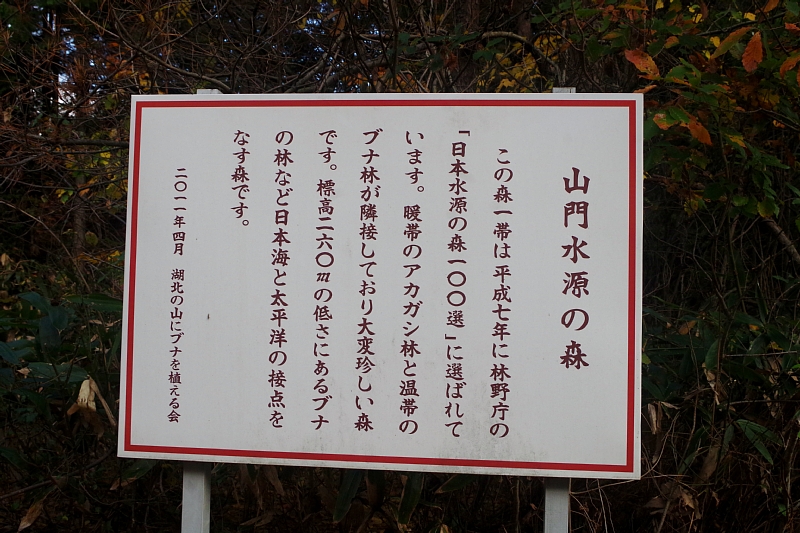 山門水源の森
この森一帯は平成七年に林野庁の
「日本水源の森一〇〇選」に選ばれて
います。暖帯のアカガシ林と温帯の
ブナ林が隣接しており大変珍しい森
です。標高二六〇mの低さにあるブナ
の林など日本海と太平洋の接点を
なす森です。
二〇一一年四月 湖北の山にブナを植える会